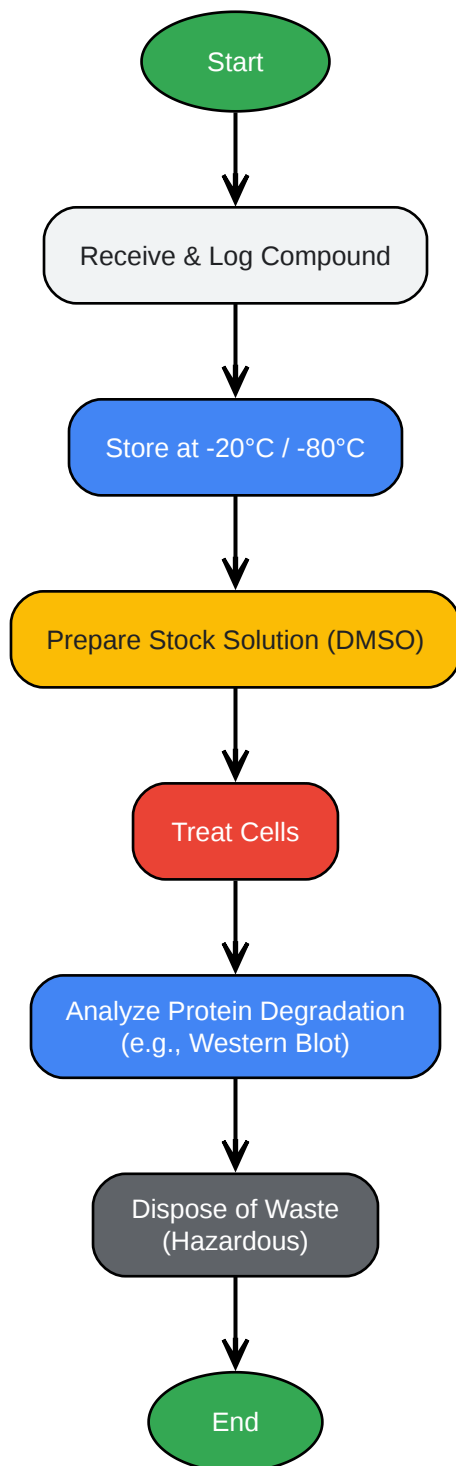 Start
Receive & Log Compound
Store at -20°C / -80°C
Prepare Stock Solution (DMSO)
Treat Cells
Analyze Protein Degradation
(e.g., Western Blot)
Dispose of Waste
(Hazardous)
End